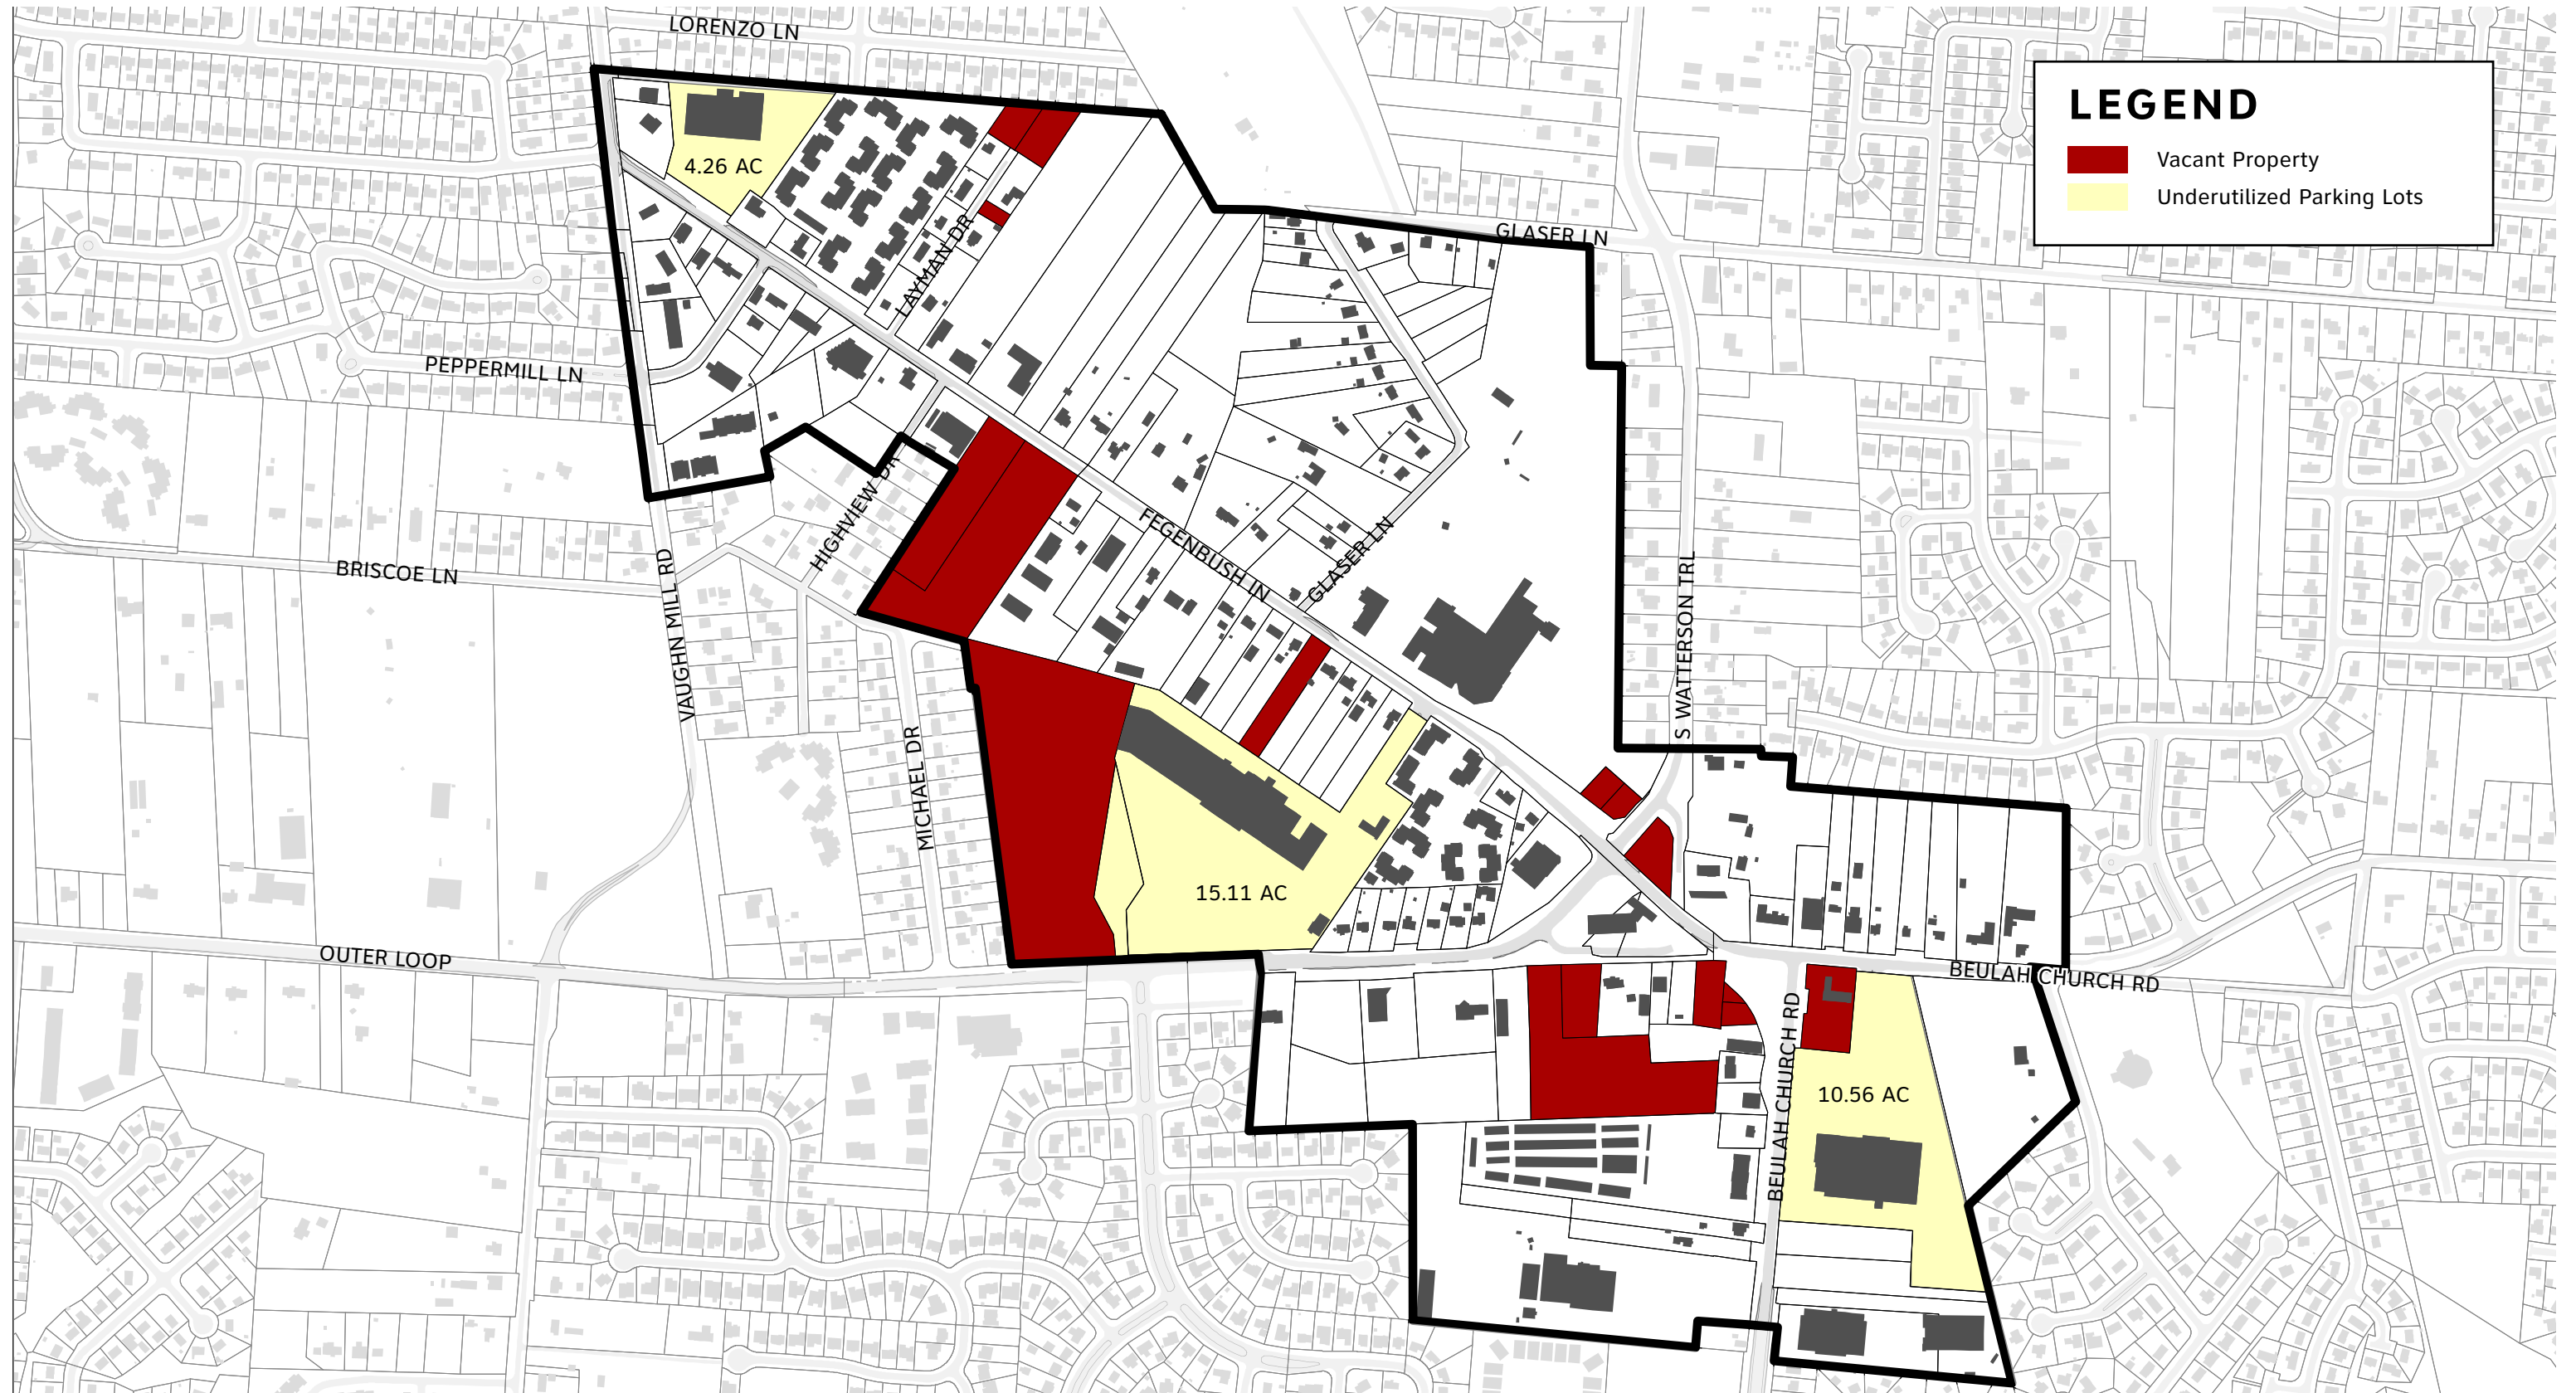 LORENZO LN
LEGEND
Vacant Property
Underutilized Parking Lots
4.26 AC
GLASER LN
LAYMAN DR
PEPPERMILL LN
HIGHVIEW DR
FEGENBUSH LN
GLASER LN
BRISCOE LN
VAUGHN MILL RD
S WATTERSON TRL
MICHAEL DR
15.11 AC
OUTER LOOP
BEULAH CHURCH RD
BEULAH CHURCH RD
10.56 AC